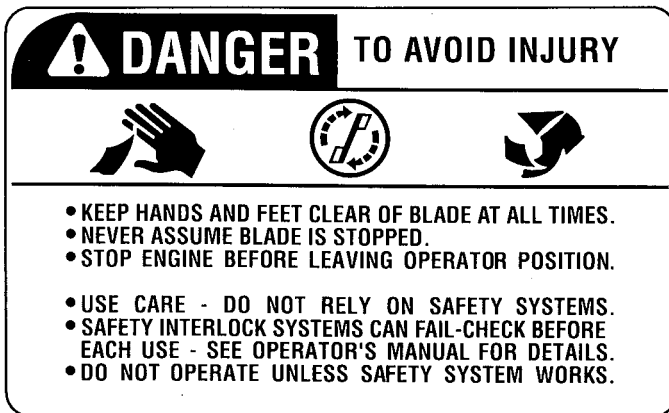 DANGER TO AVOID INJURY
• KEEP HANDS AND FEET CLEAR OF BLADE AT ALL TIMES.
• NEVER ASSUME BLADE IS STOPPED.
• STOP ENGINE BEFORE LEAVING OPERATOR POSITION.
• USE CARE - DO NOT RELY ON SAFETY SYSTEMS.
• SAFETY INTERLOCK SYSTEMS CAN FAIL-CHECK BEFORE
EACH USE - SEE OPERATOR'S MANUAL FOR DETAILS.
• DO NOT OPERATE UNLESS SAFETY SYSTEM WORKS.